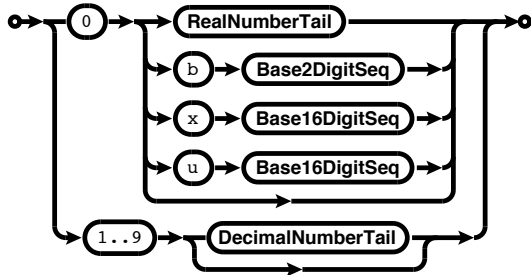 0 RealNumberTail
b Base2DigitSeq
x Base16DigitSeq
u Base16DigitSeq
1..9 DecimalNumberTail